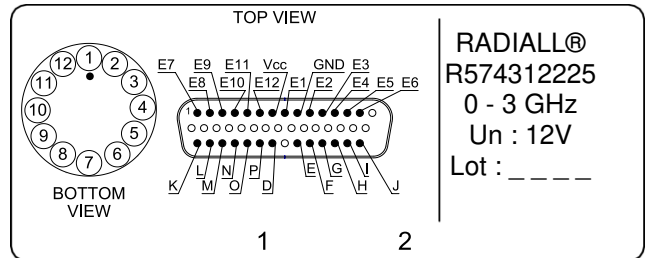 TOP VIEW
E7 E9 E11 Vcc GND E3
E8 E10 E12 E1 E2 E4 E5 E6
1
12 1 2
11 3
10 4
9 5
8 7 6
L N P E G I
K M O D F H J
BOTTOM
VIEW
1 2
RADIALL®
R574312225
0 - 3 GHz
Un : 12V
Lot : _ _ _ _